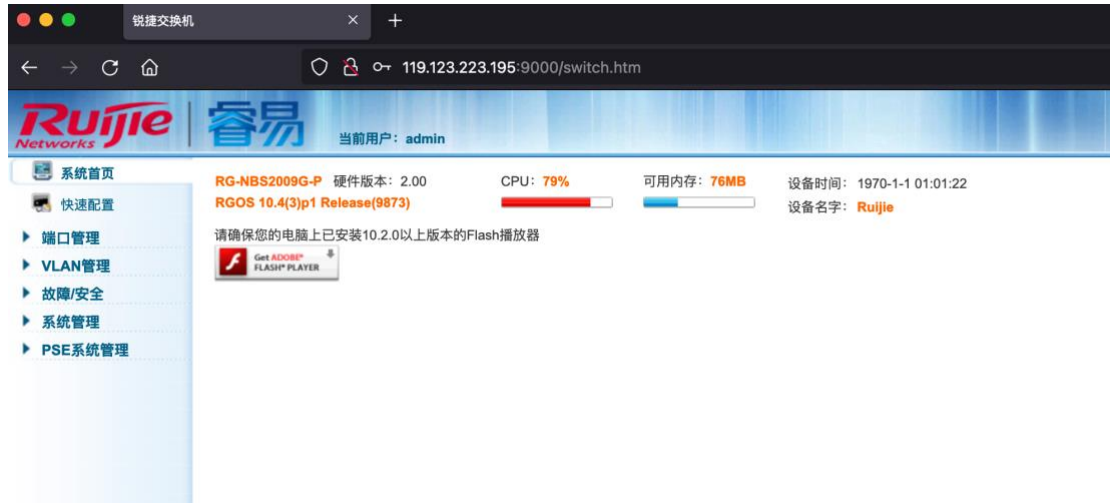 锐捷交换机
119.123.223.195:9000/switch.htm
Ruijie Networks 睿易 当前用户：admin
系统首页
快速配置
端口管理
VLAN管理
故障/安全
系统管理
PSE系统管理
RG-NBS2009G-P 硬件版本：2.00 CPU：79% 可用内存：76MB 设备时间： 1970-1-1 01:01:22
RGOS 10.4(3)p1 Release(9873) 设备名字： Ruijie
请确保您的电脑上已安装10.2.0以上版本的Flash播放器
Get ADOBE®
FLASH® PLAYER